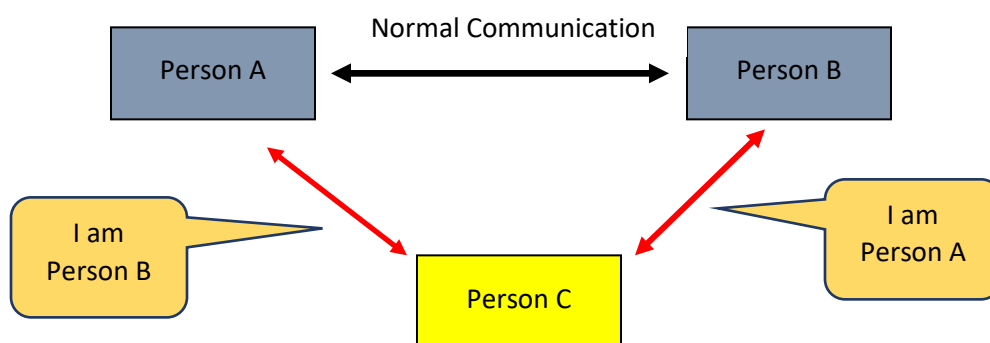 Normal Communication
Person A
Person B
I am
Person B
I am
Person A
Person C